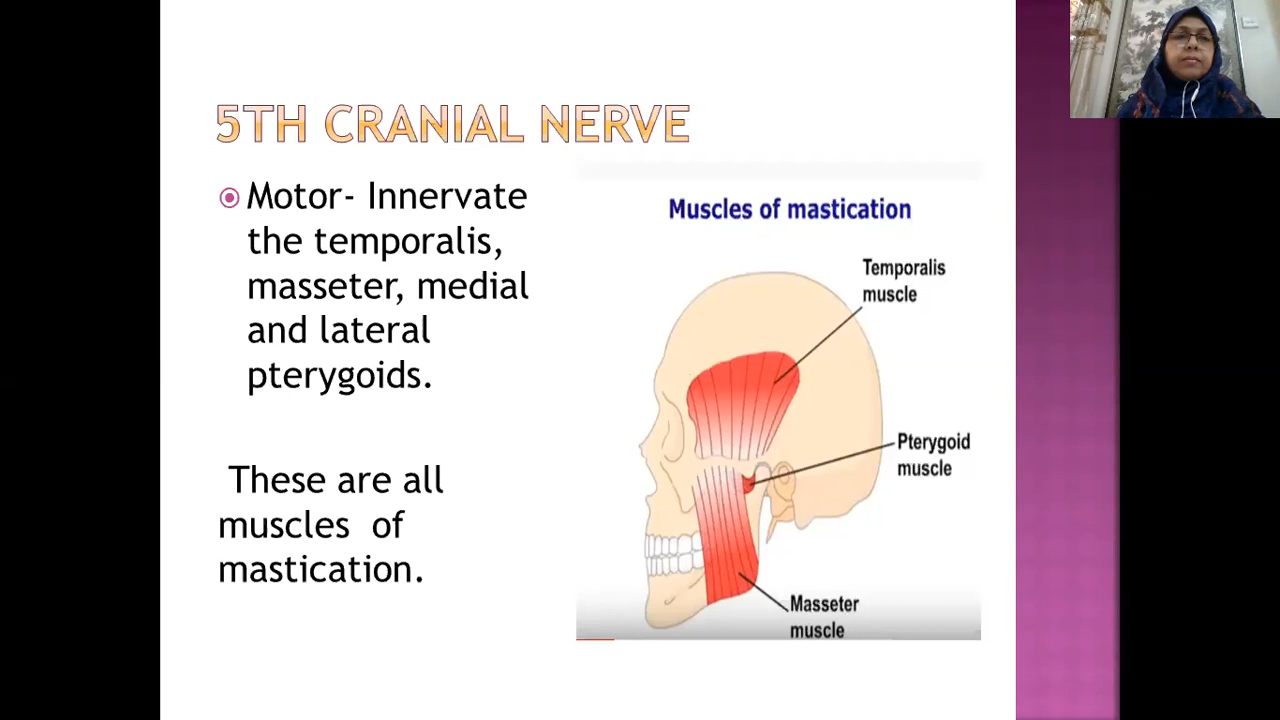 5TH CRANIAL NERVE
Motor- Innervate
the temporalis,
masseter, medial
and lateral
pterygoids.
These are all
muscles of
mastication.
Muscles of mastication
Temporalis
muscle
Pterygoid
muscle
Masseter
muscle